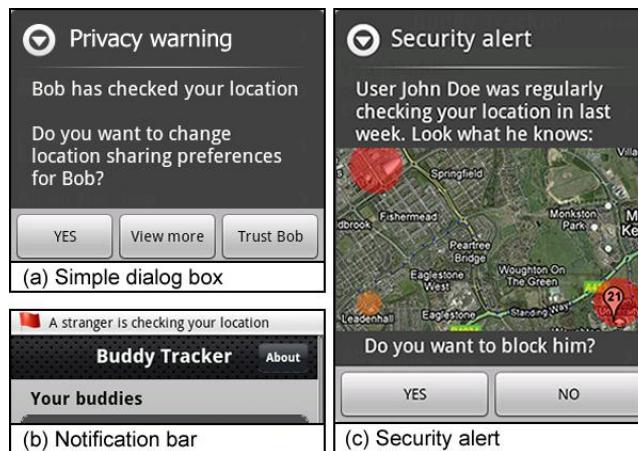 Privacy warning
Bob has checked your location
Do you want to change
location sharing preferences
for Bob?
YES
View more
Trust Bob
(a) Simple dialog box
A stranger is checking your location
Buddy Tracker
About
Your buddies
(b) Notification bar
Security alert
User John Doe was regularly
checking your location in last
week. Look what he knows:
Springfield
Fishermead
Monkston
Park
Peartree
Bridge
Eaglestone
West
Woughton On
The Green
21
Leadenhall
Eaglestone
Standing Way
Do you want to block him?
YES
NO
(c) Security alert